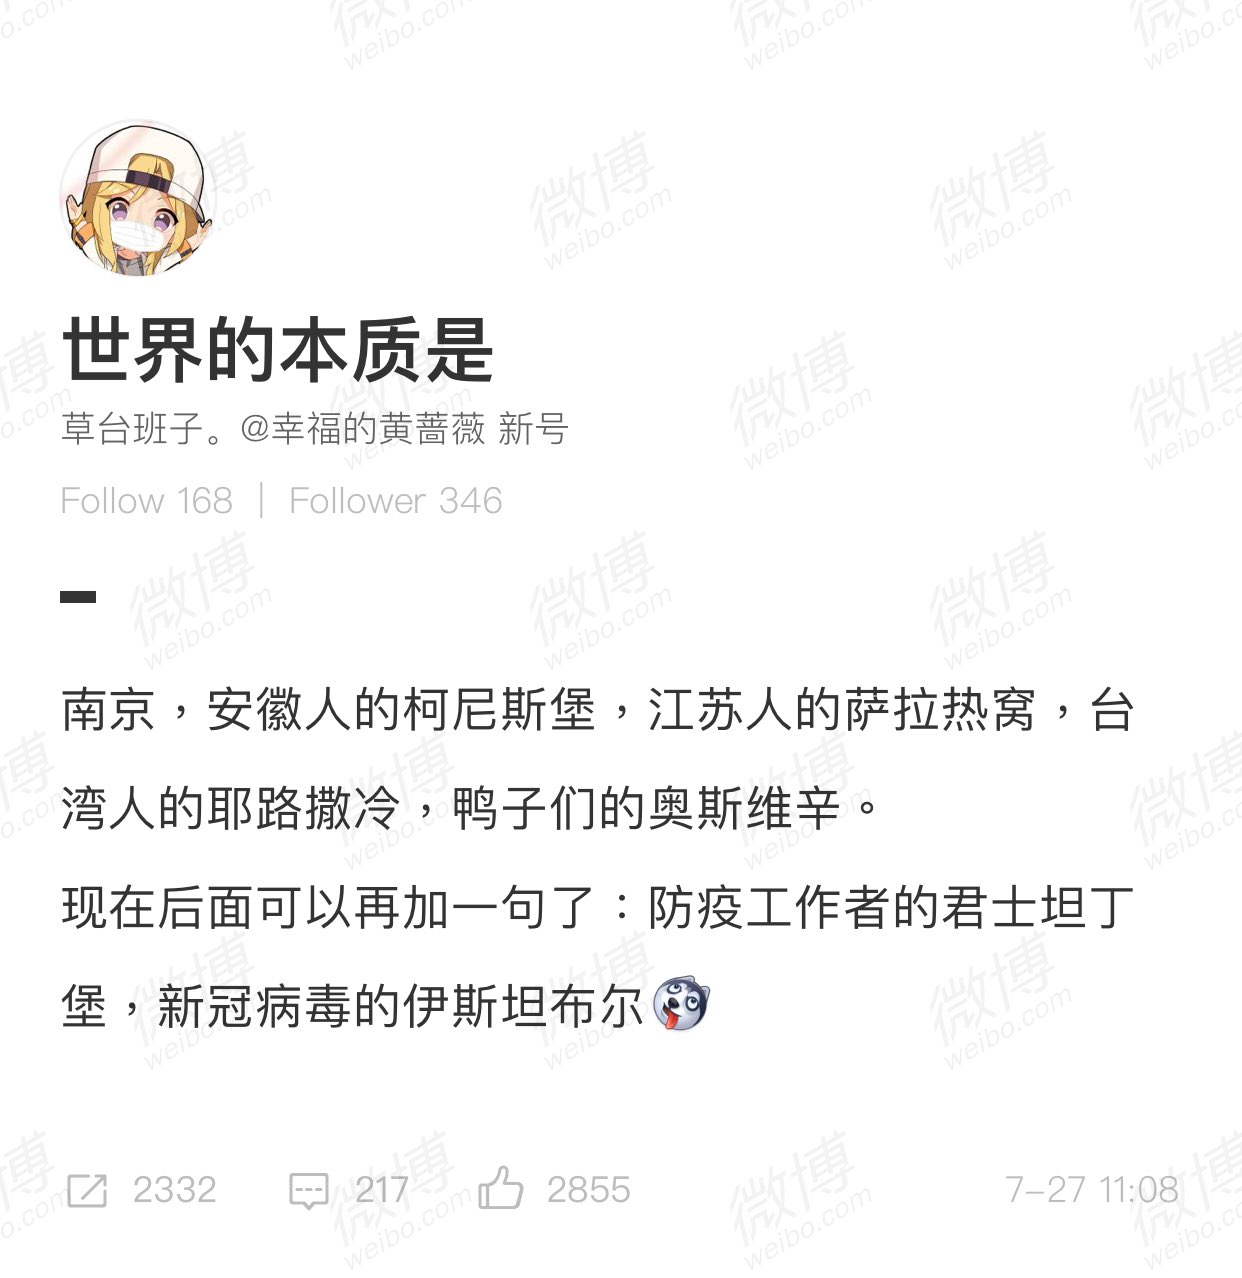 世界的本质是
草台班子。@幸福的黄蔷薇 新号
Follow 168 | Follower 346
南京，安徽人的柯尼斯堡，江苏人的萨拉热窝，台
湾人的耶路撒冷，鸭子们的奥斯维辛。
现在后面可以再加一句了：防疫工作者的君士坦丁
堡，新冠病毒的伊斯坦布尔
2332 217 2855 7-27 11:08
微博
weibo.com